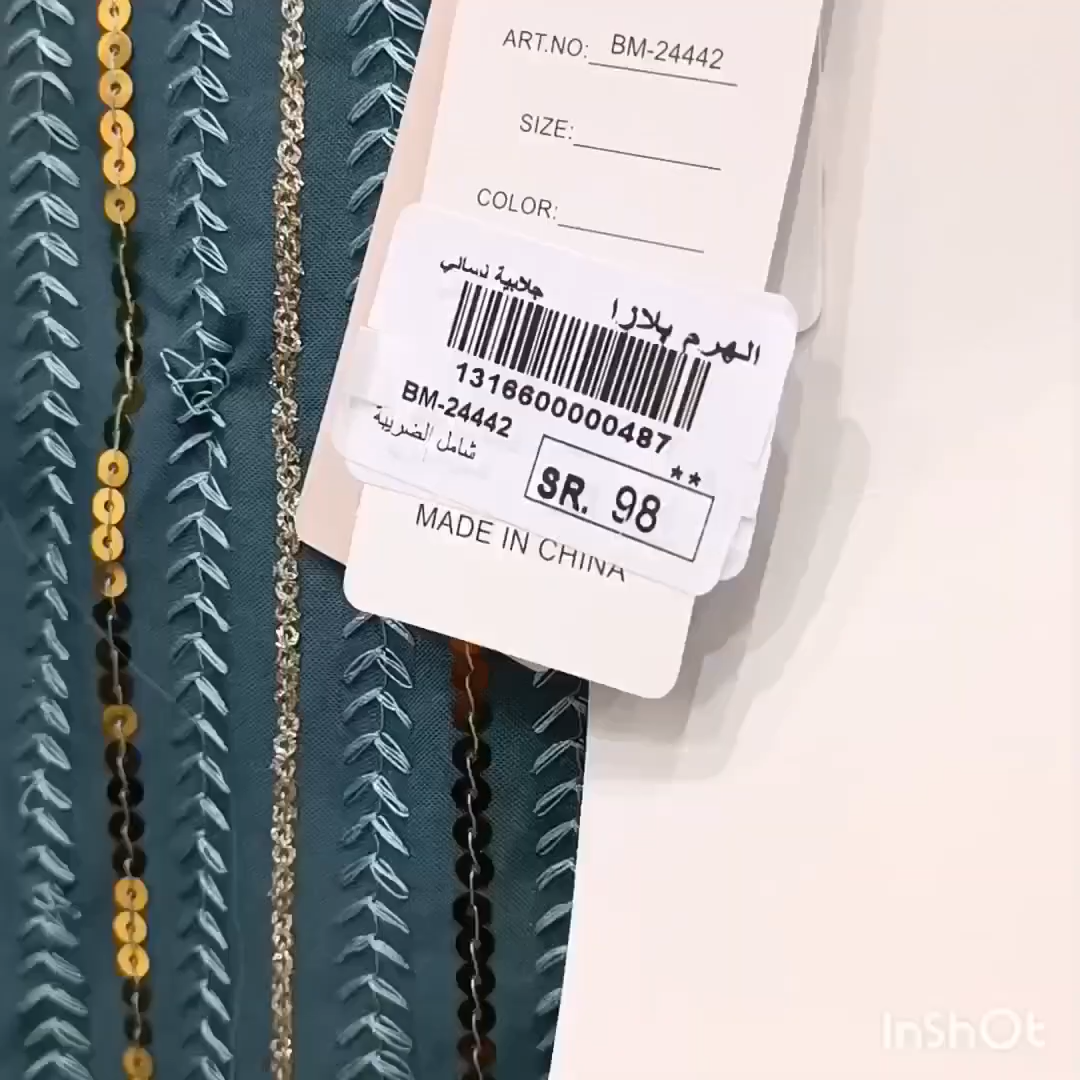 ART.NO: BM-24442
SIZE:
COLOR:
جلابية نسائي
الهرم بلازا
1316600000487
BM-24442
شامل الضريبة
**
SR. 98
MADE IN CHINA
InShOt